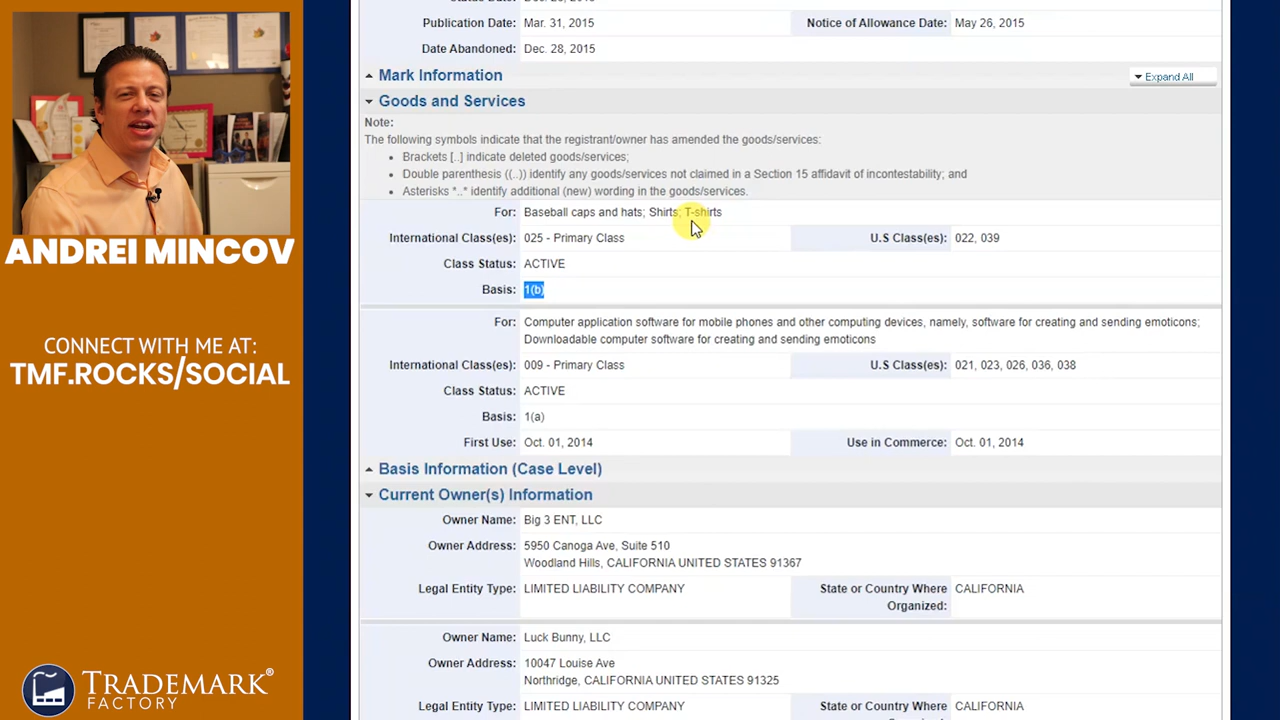 Publication Date: Mar. 31, 2015 Notice of Allowance Date: May 26, 2015
Date Abandoned: Dec. 28, 2015
Mark Information
Expand All
Goods and Services
Note:
The following symbols indicate that the registrant/owner has amended the goods/services:
• Brackets [..] indicate deleted goods/services;
• Double parenthesis ((..)) identify any goods/services not claimed in a Section 15 affidavit of incontestability; and
• Asterisks *..* identify additional (new) wording in the goods/services.
For: Baseball caps and hats; Shirts; T-shirts
International Class(es): 025 - Primary Class U.S Class(es): 022, 039
Class Status: ACTIVE
Basis: 1(b)
For: Computer application software for mobile phones and other computing devices, namely, software for creating and sending emoticons;
Downloadable computer software for creating and sending emoticons
International Class(es): 009 - Primary Class U.S Class(es): 021, 023, 026, 036, 038
Class Status: ACTIVE
Basis: 1(a)
First Use: Oct. 01, 2014 Use in Commerce: Oct. 01, 2014
Basis Information (Case Level)
Current Owner(s) Information
Owner Name: Big 3 ENT, LLC
Owner Address: 5950 Canoga Ave, Suite 510
Woodland Hills, CALIFORNIA UNITED STATES 91367
Legal Entity Type: LIMITED LIABILITY COMPANY State or Country Where
Organized: CALIFORNIA
Owner Name: Luck Bunny, LLC
Owner Address: 10047 Louise Ave
Northridge, CALIFORNIA UNITED STATES 91325
Legal Entity Type: LIMITED LIABILITY COMPANY State or Country Where CALIFORNIA
ANDREI MINCOV
CONNECT WITH ME AT:
TMF.ROCKS/SOCIAL
TRADEMARK®
FACTORY